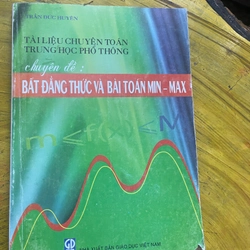 TRẦN ĐỨC HUYÊN
TÀI LIỆU CHUYÊN TOÁN
TRUNG HỌC PHỔ THÔNG
chuyên đề :
BẤT ĐẲNG THỨC VÀ BÀI TOÁN MIN – MAX
m ≤ f(x) ≤ M
NHÀ XUẤT BẢN GIÁO DỤC VIỆT NAM